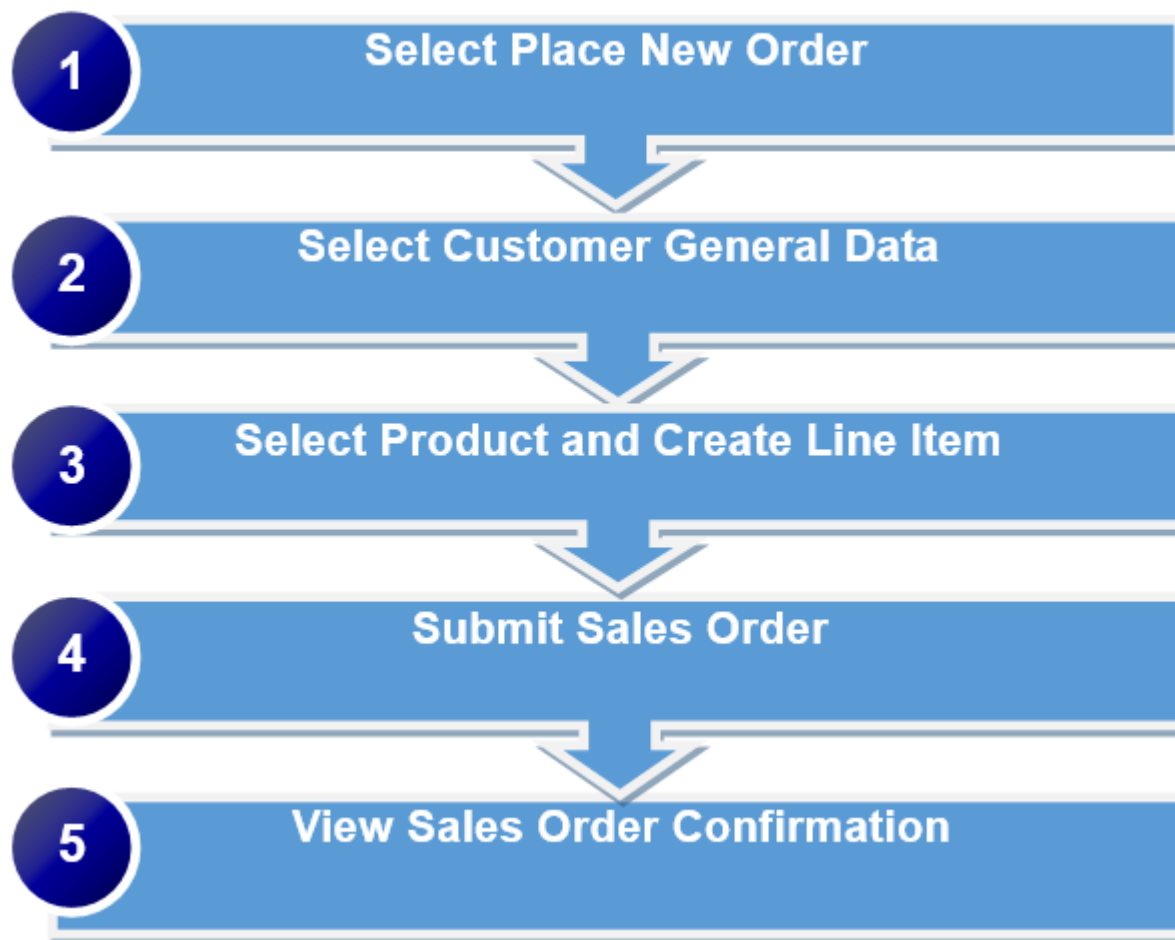 1
Select Place New Order
2
Select Customer General Data
3
Select Product and Create Line Item
4
Submit Sales Order
5
View Sales Order Confirmation